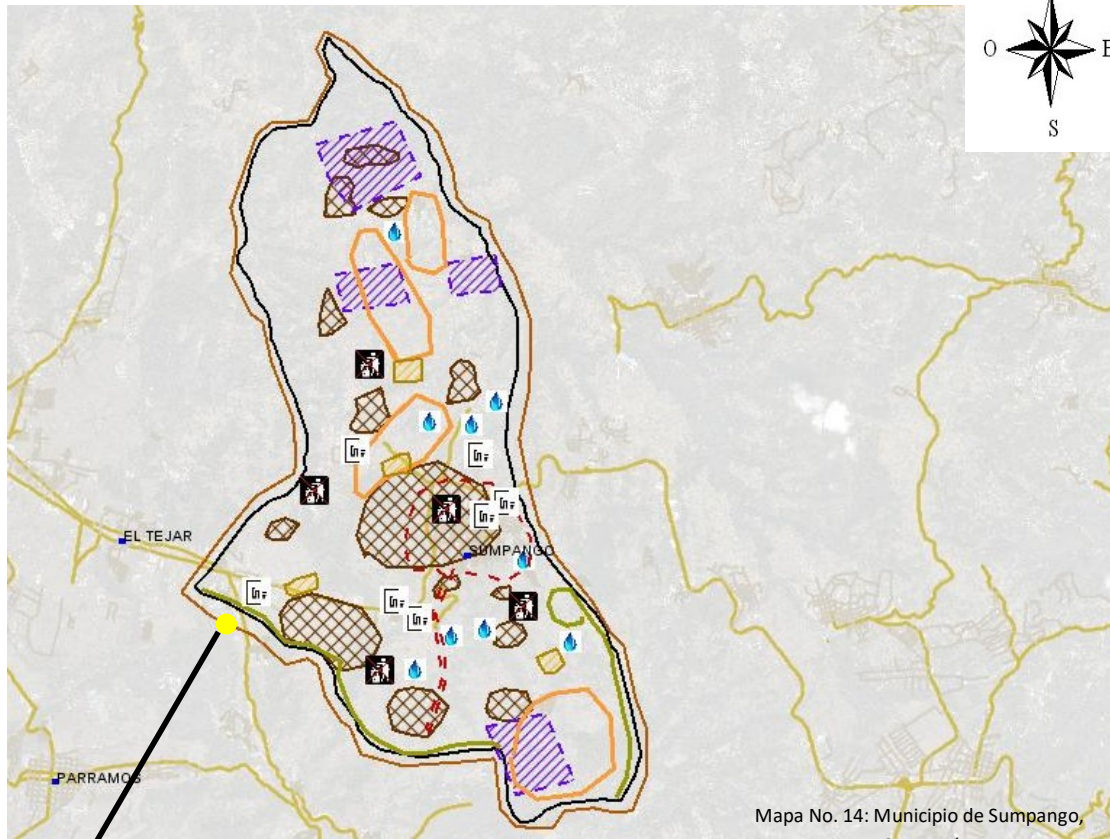 O E
S
EL TEJAR
SUMPANGO
PARRAMOS
Mapa No. 14: Municipio de Sumpango,